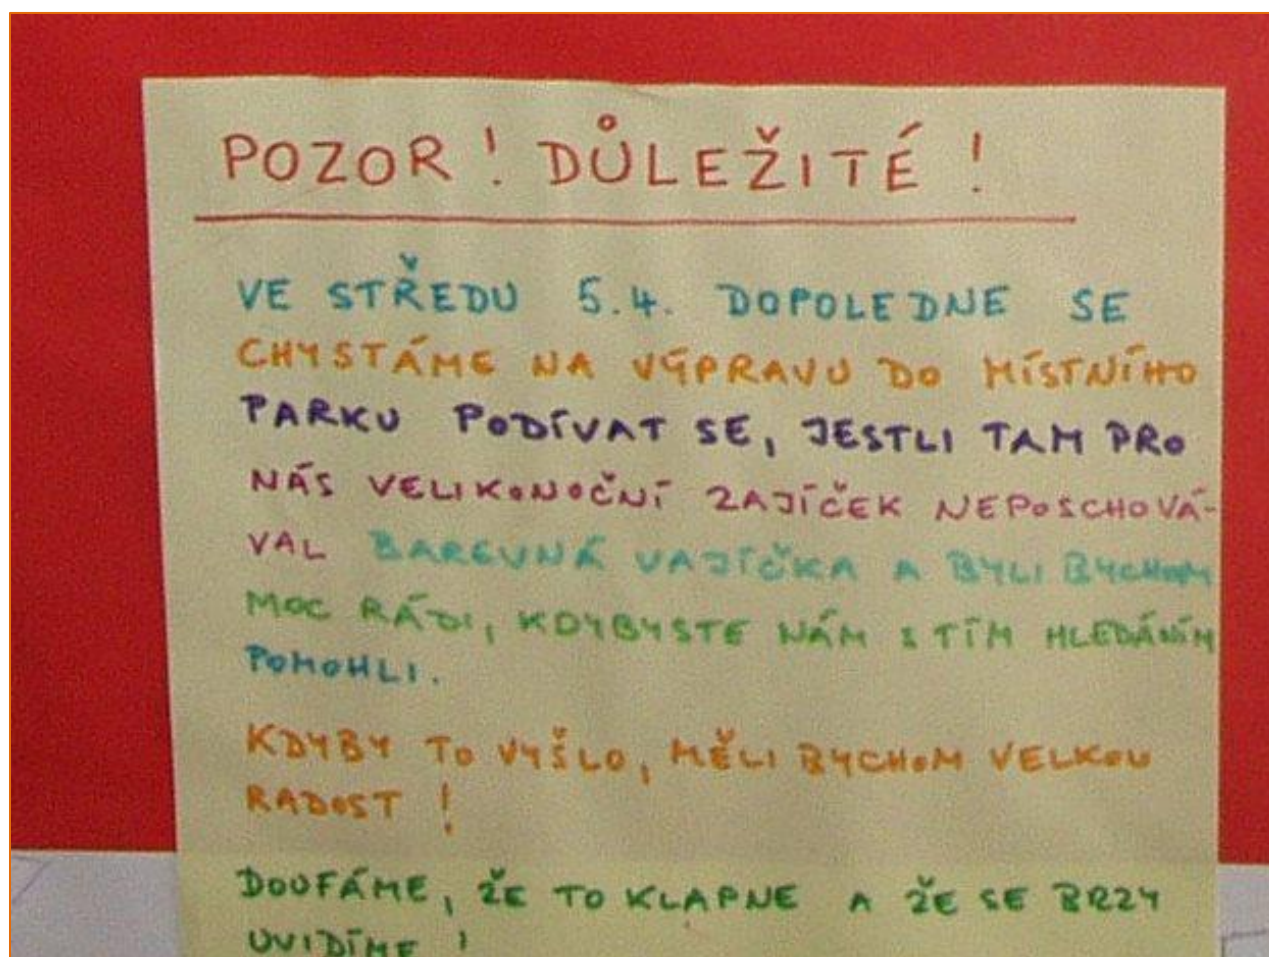 POZOR! DŮLEŽITÉ!
VE STŘEDU 5.4. DOPOLEDNE SE
CHYSTÁME NA VÝPRAVU DO MÍSTNÍHO
PARKU PODÍVAT SE, JESTLI TAM PRO
NÁS VELIKONOČNÍ ZAJÍČEK NEPOSCHOVÁ-
VAL BAREVNÁ VAJÍČKA A BYLI BYCHOM
MOC RÁDI, KDYBYSTE NÁM S TÍM HLEDÁNÍM
POMOHLI.
KDYBY TO VYŠLO, MĚLI BYCHOM VELKOU
RADOST!
DOUFÁME, ŽE TO KLAPNE A ŽE SE BRZY
UVIDÍME!